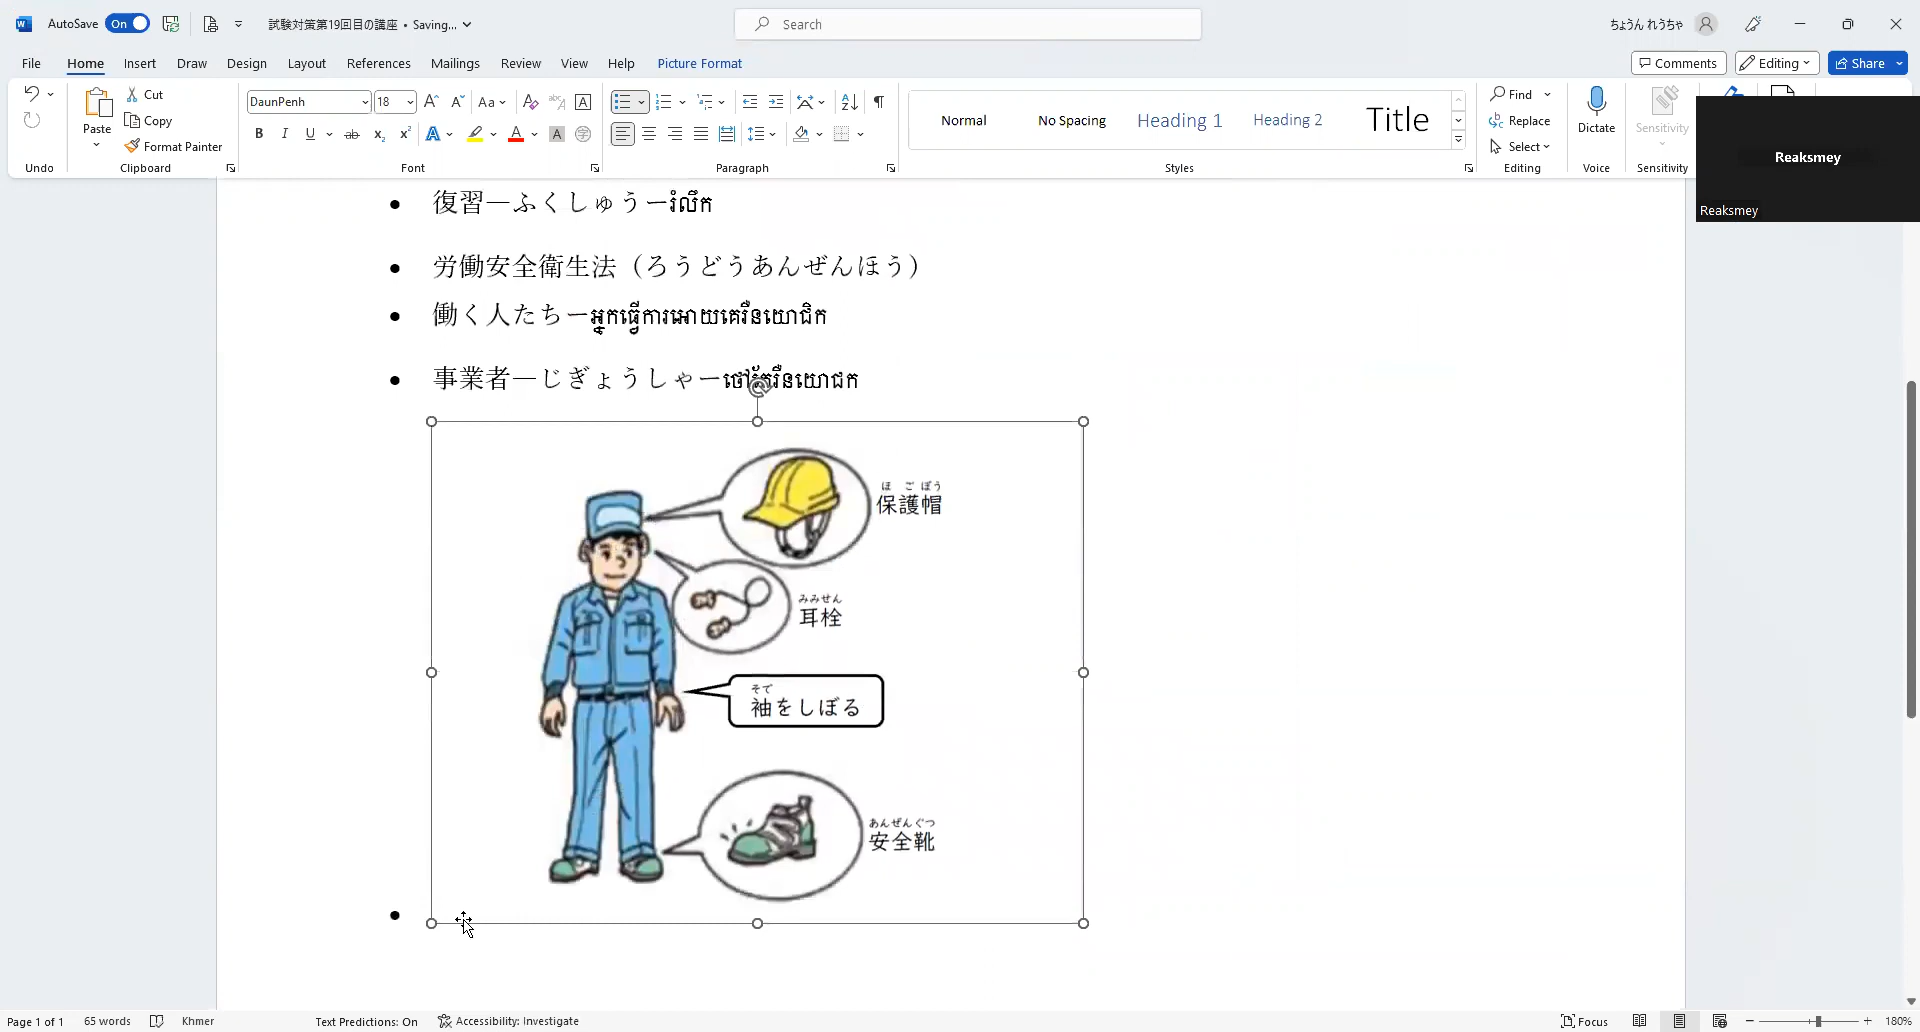 AutoSave On 試験対策第19回目の講座 • Saving... Search ちょうん れうちゃ
File Home Insert Draw Design Layout References Mailings Review View Help Picture Format Comments Editing Share
Cut
Copy
Format Painter
Paste
DaunPenh 18
Normal No Spacing Heading 1 Heading 2 Title
Find
Replace
Select
Dictate
Sensitivity
Undo Clipboard Font Paragraph Styles Editing Voice Sensitivity
Reaksmey
Reaksmey
• 復習―ふくしゅうーរំលឹក
• 労働安全衛生法（ろうどうあんぜんほう）
• 働く人たちーអ្នកធ្វើការអោយគេរឺនយោជិក
• 事業者―じぎょうしゃー
ほ ご ぼう
保護帽
みみせん
耳栓
そで
袖をしぼる
あんぜんぐつ
安全靴
Page 1 of 1 65 words Khmer Text Predictions: On Accessibility: Investigate Focus 180%